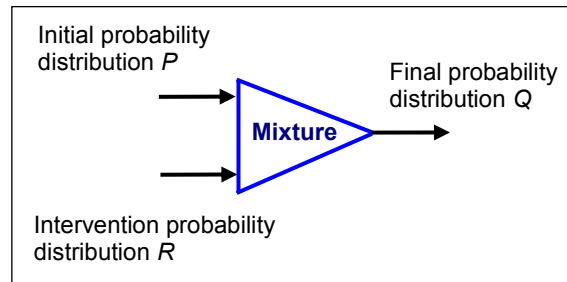 Initial probability
distribution P
Final probability
distribution Q
Mixture
Intervention probability
distribution R